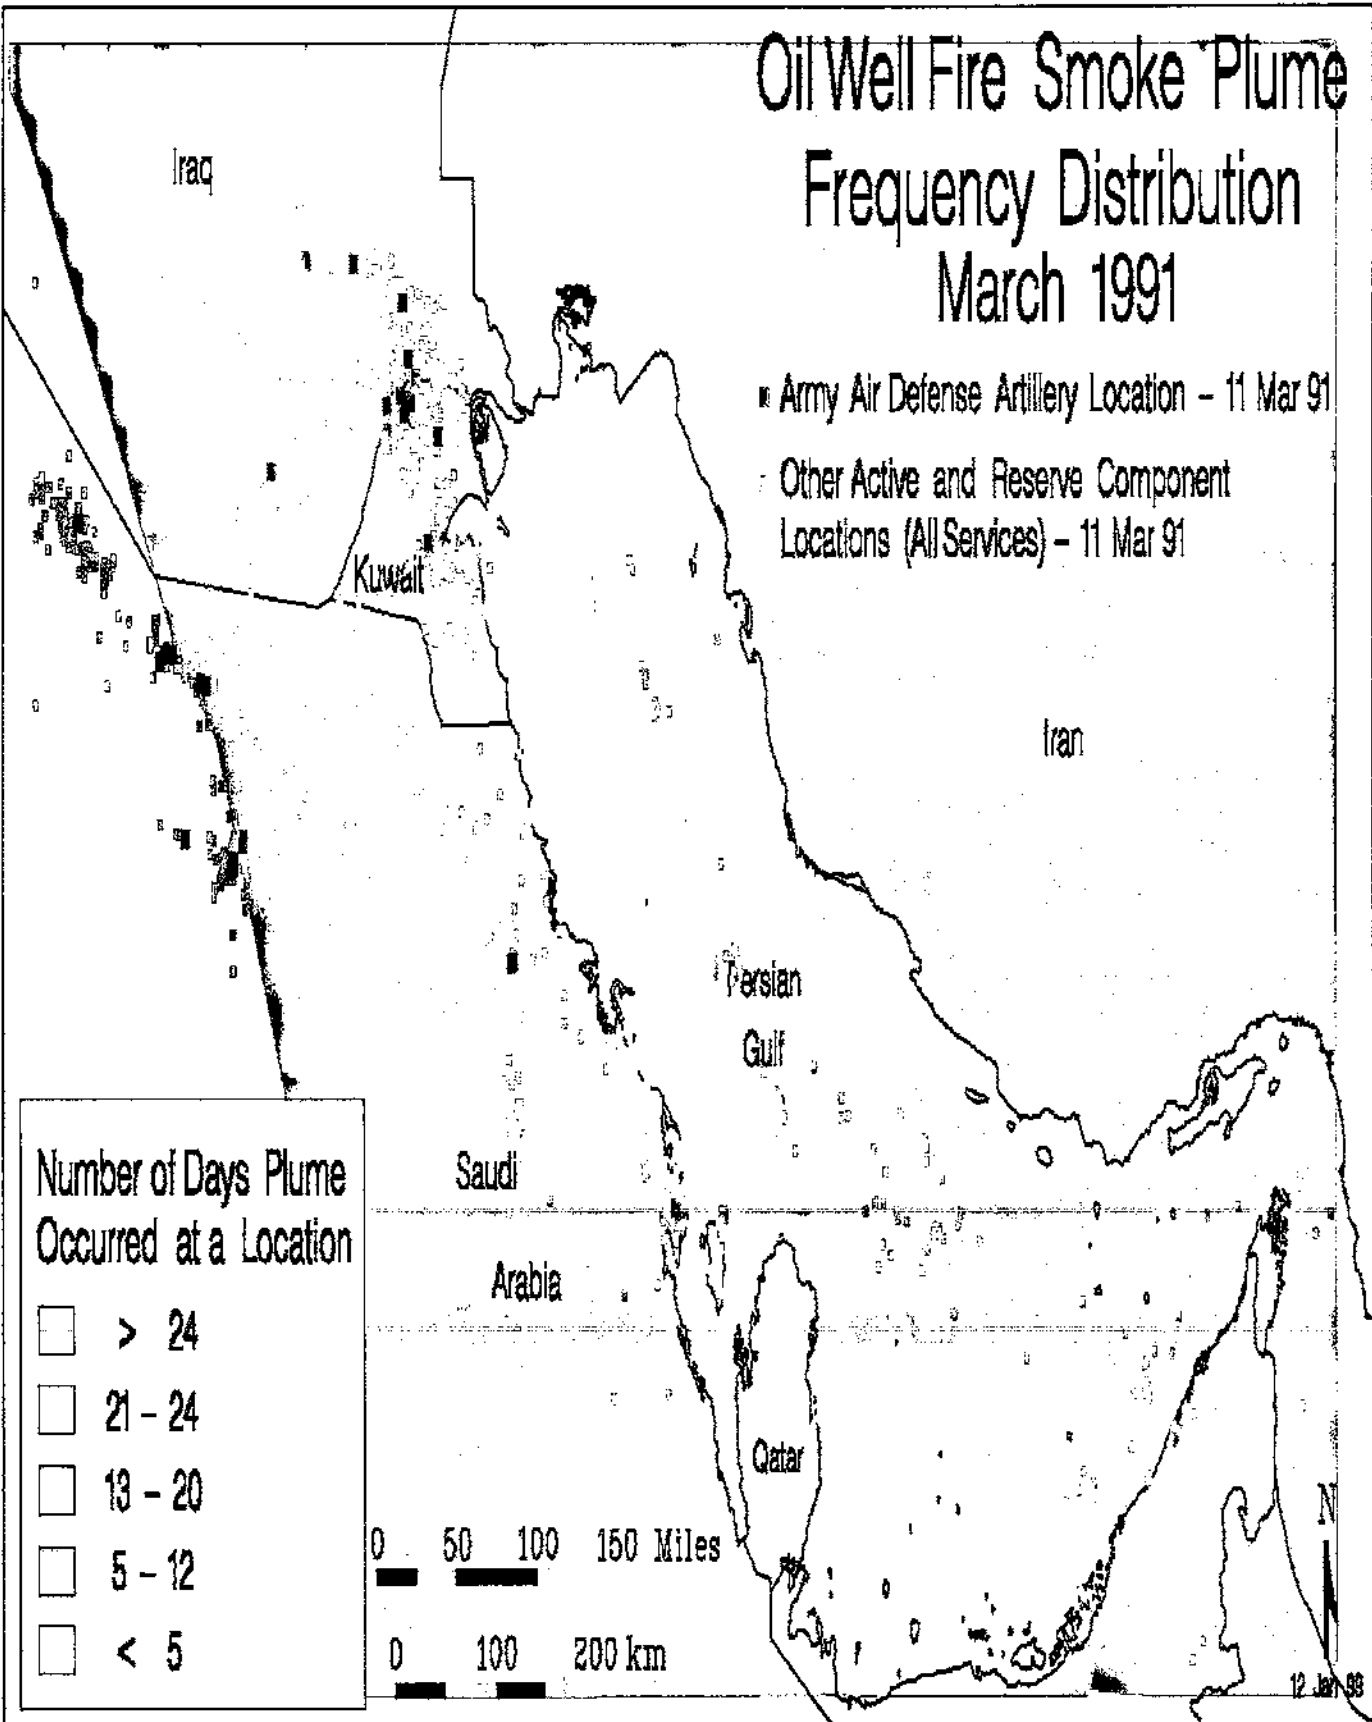 Oil Well Fire Smoke Plume
Frequency Distribution
March 1991
Iraq
Army Air Defense Artillery Location - 11 Mar 91
Other Active and Reserve Component
Locations (All Services) - 11 Mar 91
Kuwait
Iran
Persian
Gulf
Number of Days Plume
Occurred at a Location
> 24
21 - 24
13 - 20
5 - 12
< 5
Saudi
Arabia
Qatar
0 50 100 150 Miles
0 100 200 km
N
12 Jan 99